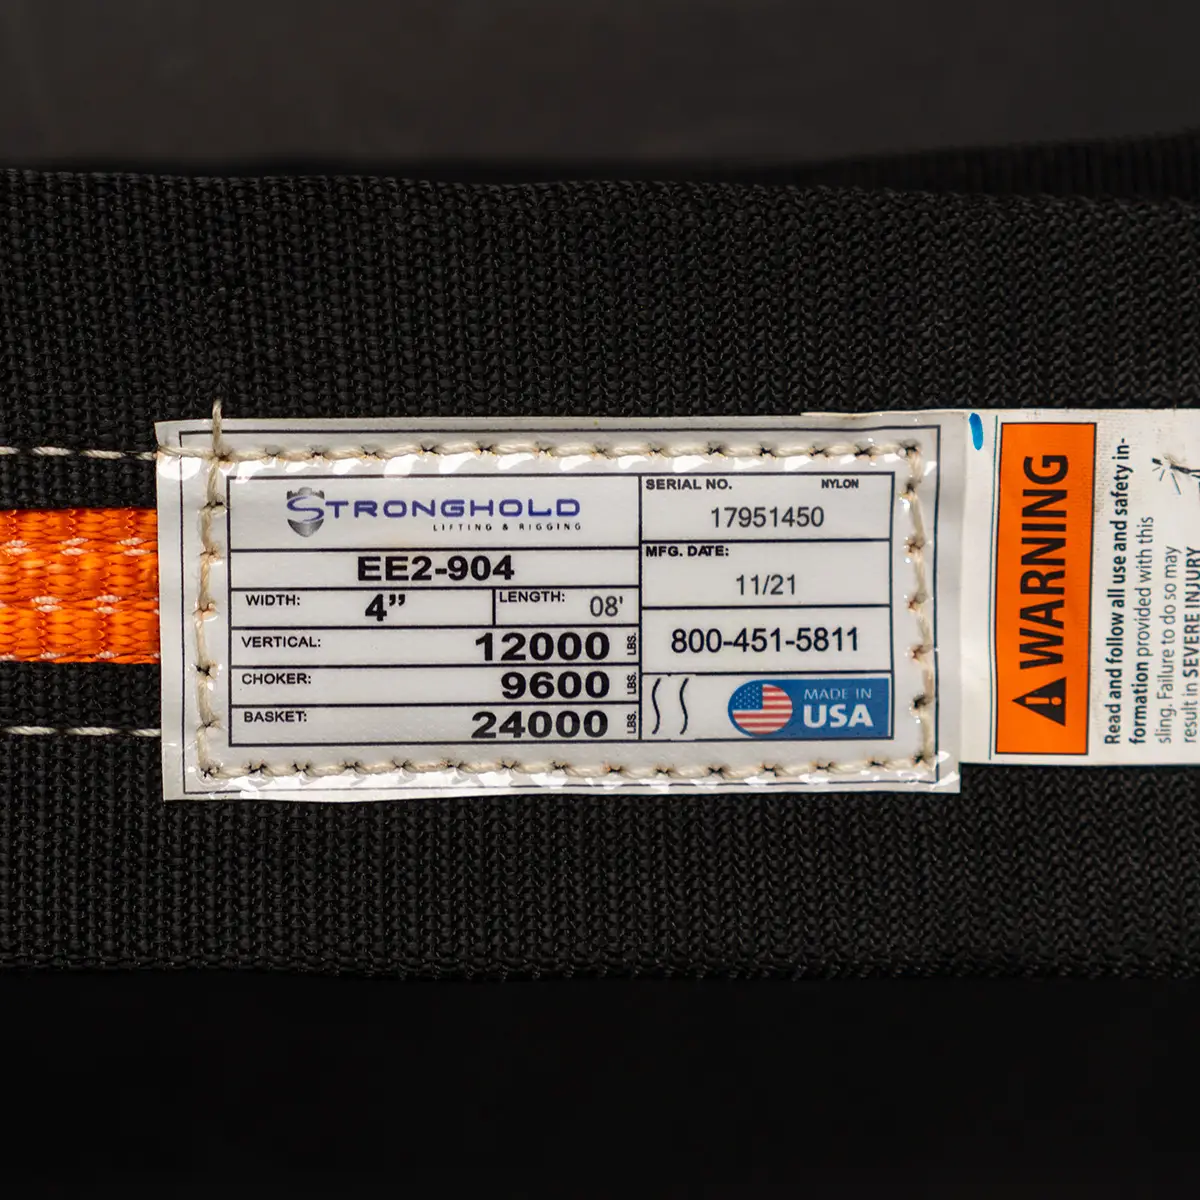 STRONGHOLD
LIFTING & RIGGING
EE2-904
WIDTH: 4”
LENGTH: 08'
VERTICAL: 12000 LBS.
CHOKER: 9600 LBS.
BASKET: 24000 LBS.
SERIAL NO. NYLON
17951450
MFG. DATE:
11/21
800-451-5811
MADE IN
USA
WARNING
Read and follow all use and safety in-
formation provided with this
sling. Failure to do so may
result in SEVERE INJURY